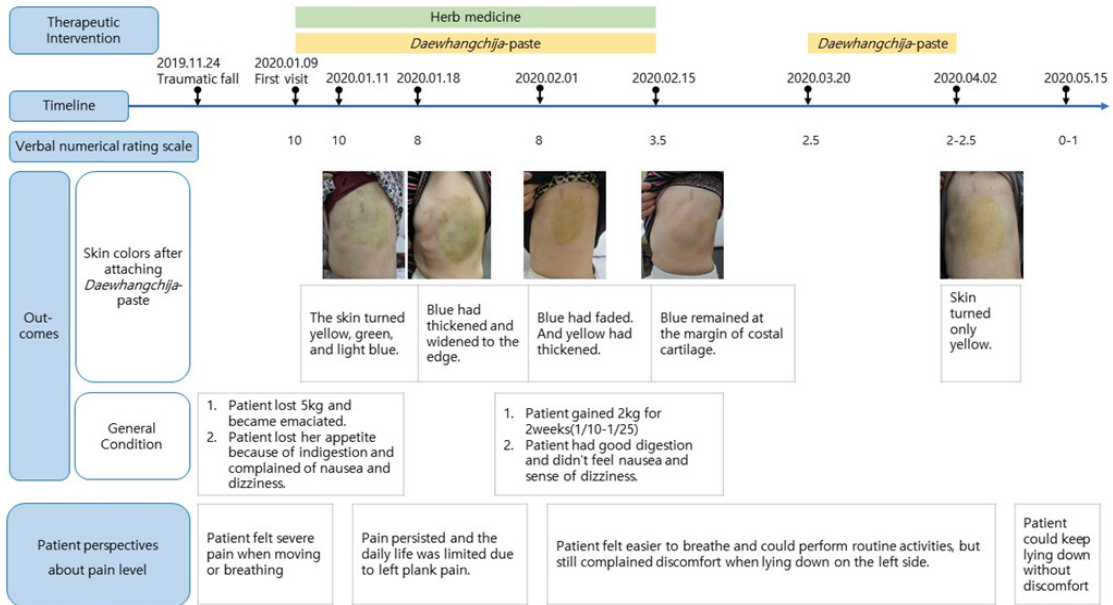 Therapeutic
Intervention
Herb medicine
Daewhangchija-paste
Daewhangchija-paste
2019.11.24
Traumatic fall
2020.01.09
First visit
2020.01.11
2020.01.18
2020.02.01
2020.02.15
2020.03.20
2020.04.02
2020.05.15
Timeline
Verbal numerical rating scale
10
10
8
8
3.5
2.5
2-2.5
0-1
Out-
comes
Skin colors after
attaching
Daewhangchija-
paste
The skin turned
yellow, green,
and light blue.
Blue had
thickened and
widened to the
edge.
Blue had faded.
And yellow had
thickened.
Blue remained at
the margin of costal
cartilage.
Skin
turned
only
yellow.
General
Condition
1. Patient lost 5kg and
became emaciated.
2. Patient lost her appetite
because of indigestion and
complained of nausea and
dizziness.
1. Patient gained 2kg for
2weeks(1/10-1/25)
2. Patient had good digestion
and didn't feel nausea and
sense of dizziness.
Patient perspectives
about pain level
Patient felt severe
pain when moving
or breathing
Pain persisted and the
daily life was limited due
to left plank pain.
Patient felt easier to breathe and could perform routine activities, but
still complained discomfort when lying down on the left side.
Patient
could keep
lying down
without
discomfort